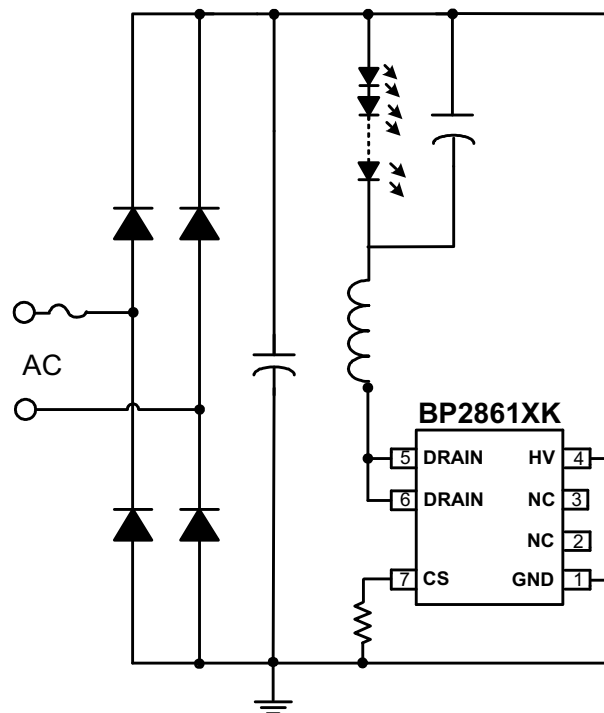 AC
BP2861XK
5 DRAIN HV 4
6 DRAIN NC 3
NC 2
7 CS GND 1